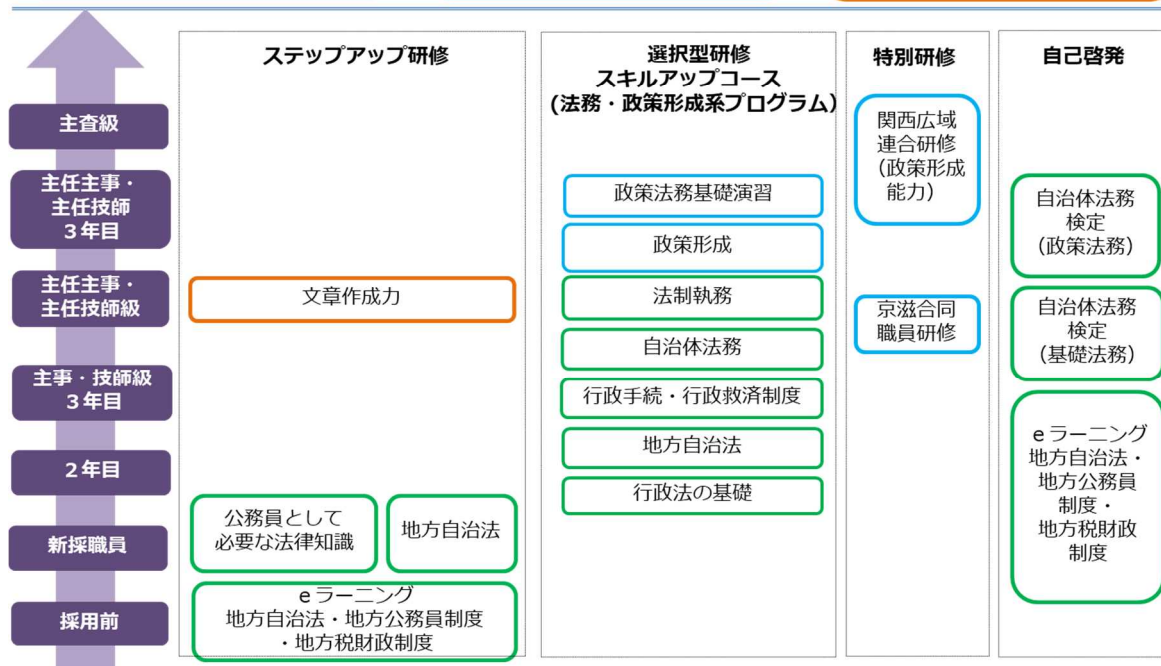 主査級
主任主事・
主任技師
３年目
主任主事・
主任技師級
主事・技師級
３年目
２年目
新採職員
採用前
ステップアップ研修
文章作成力
公務員として
必要な法律知識
地方自治法
ｅラーニング
地方自治法・地方公務員制度
・地方税財政制度
選択型研修
スキルアップコース
(法務・政策形成系プログラム)
政策法務基礎演習
政策形成
法制執務
自治体法務
行政手続・行政救済制度
地方自治法
行政法の基礎
特別研修
関西広域
連合研修
（政策形成
能力）
京滋合同
職員研修
自己啓発
自治体法務
検定
（政策法務）
自治体法務
検定
（基礎法務）
ｅラーニング
地方自治法・
地方公務員
制度・
地方税財政
制度